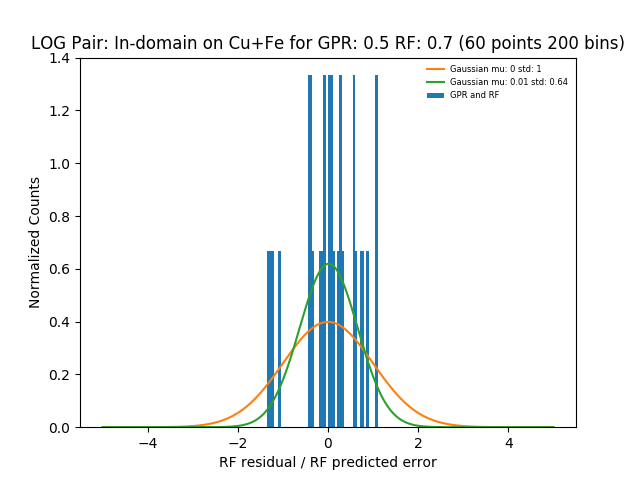 LOG Pair: In-domain on Cu+Fe for GPR: 0.5 RF: 0.7 (60 points 200 bins)
Gaussian mu: 0 std: 1
Gaussian mu: 0.01 std: 0.64
GPR and RF
Normalized Counts
1.4
1.2
1.0
0.8
0.6
0.4
0.2
0.0
−4 −2 0 2 4
RF residual / RF predicted error